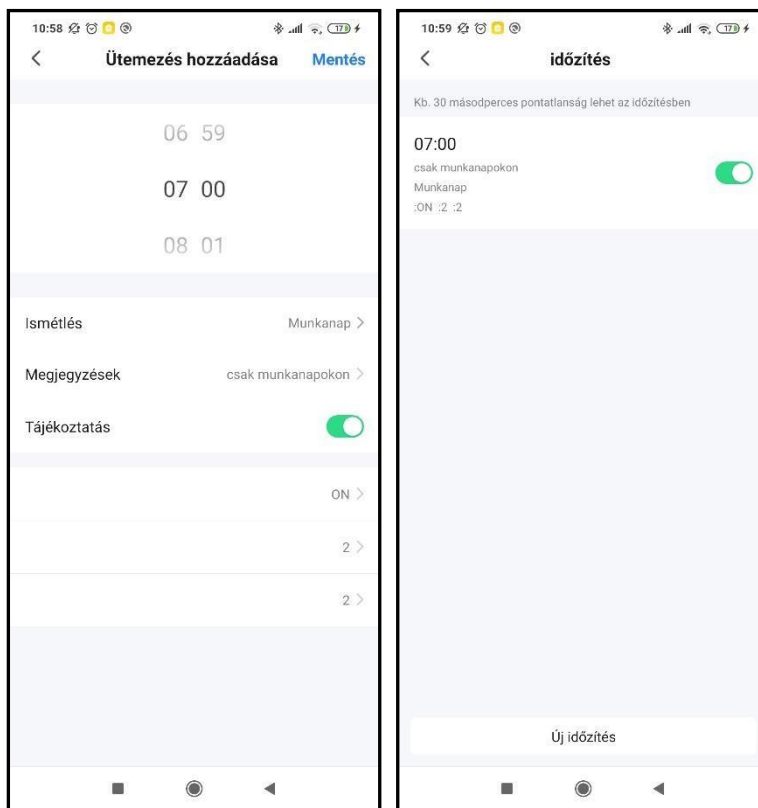 10:58
17
Ütemezés hozzáadása Mentés
06 59
07 00
08 01
Ismétlés Munkanap
Megjegyzések csak munkanapokon
Tájékoztatás
ON
2
2
10:59
17
időzítés
Kb. 30 másodperces pontatlanság lehet az időzítésben
07:00
csak munkanapokon
Munkanap
:ON :2 :2
Új időzítés